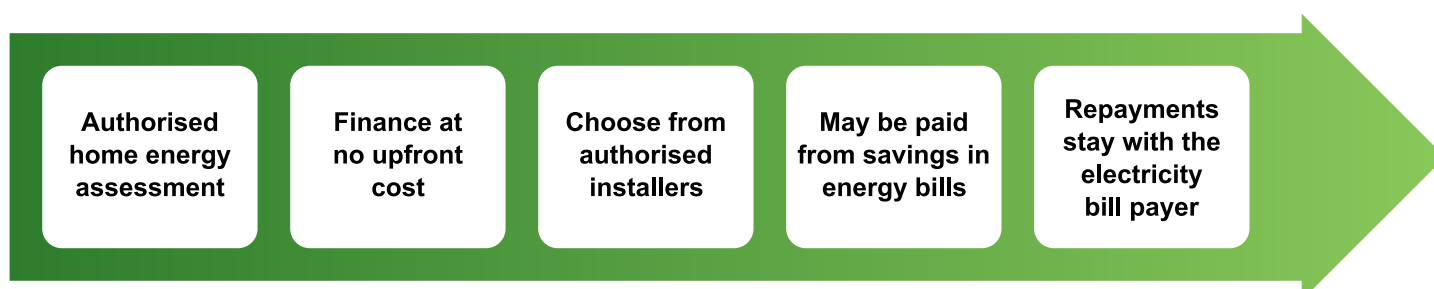 Authorised
home energy
assessment
Finance at
no upfront
cost
Choose from
authorised
installers
May be paid
from savings in
energy bills
Repayments
stay with the
electricity
bill payer